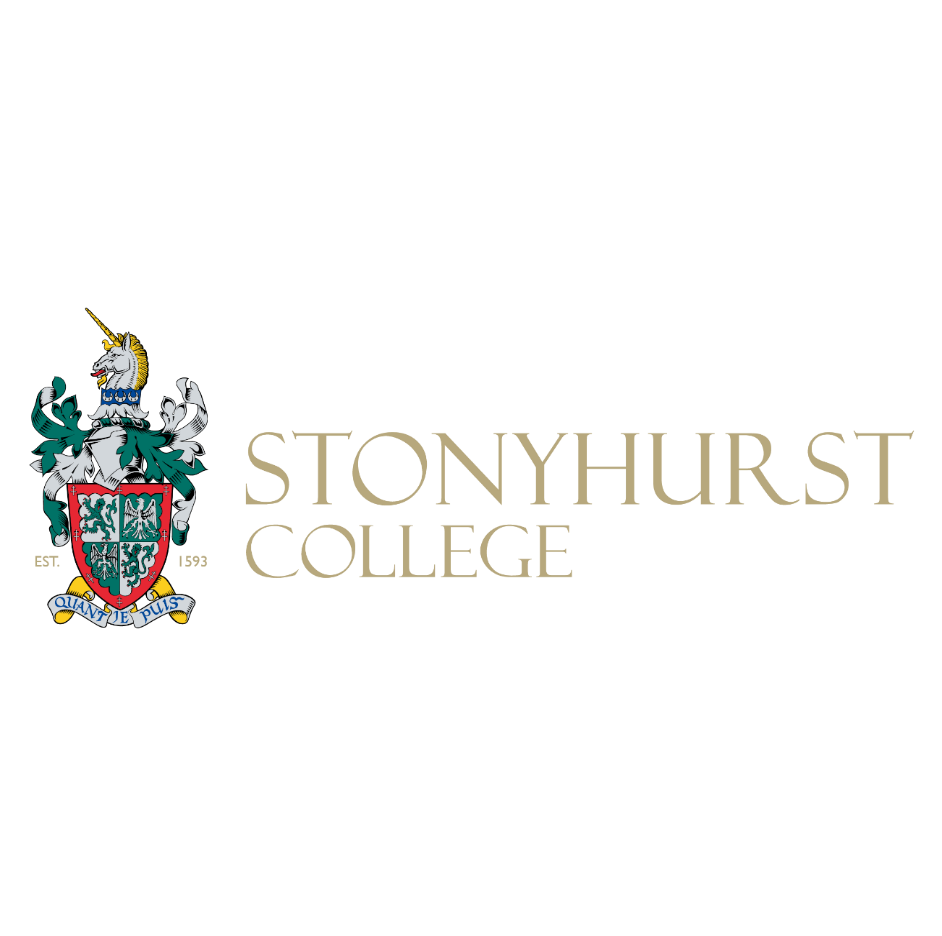 STONYHURST
COLLEGE
EST. 1593
QUANT JE PUIS